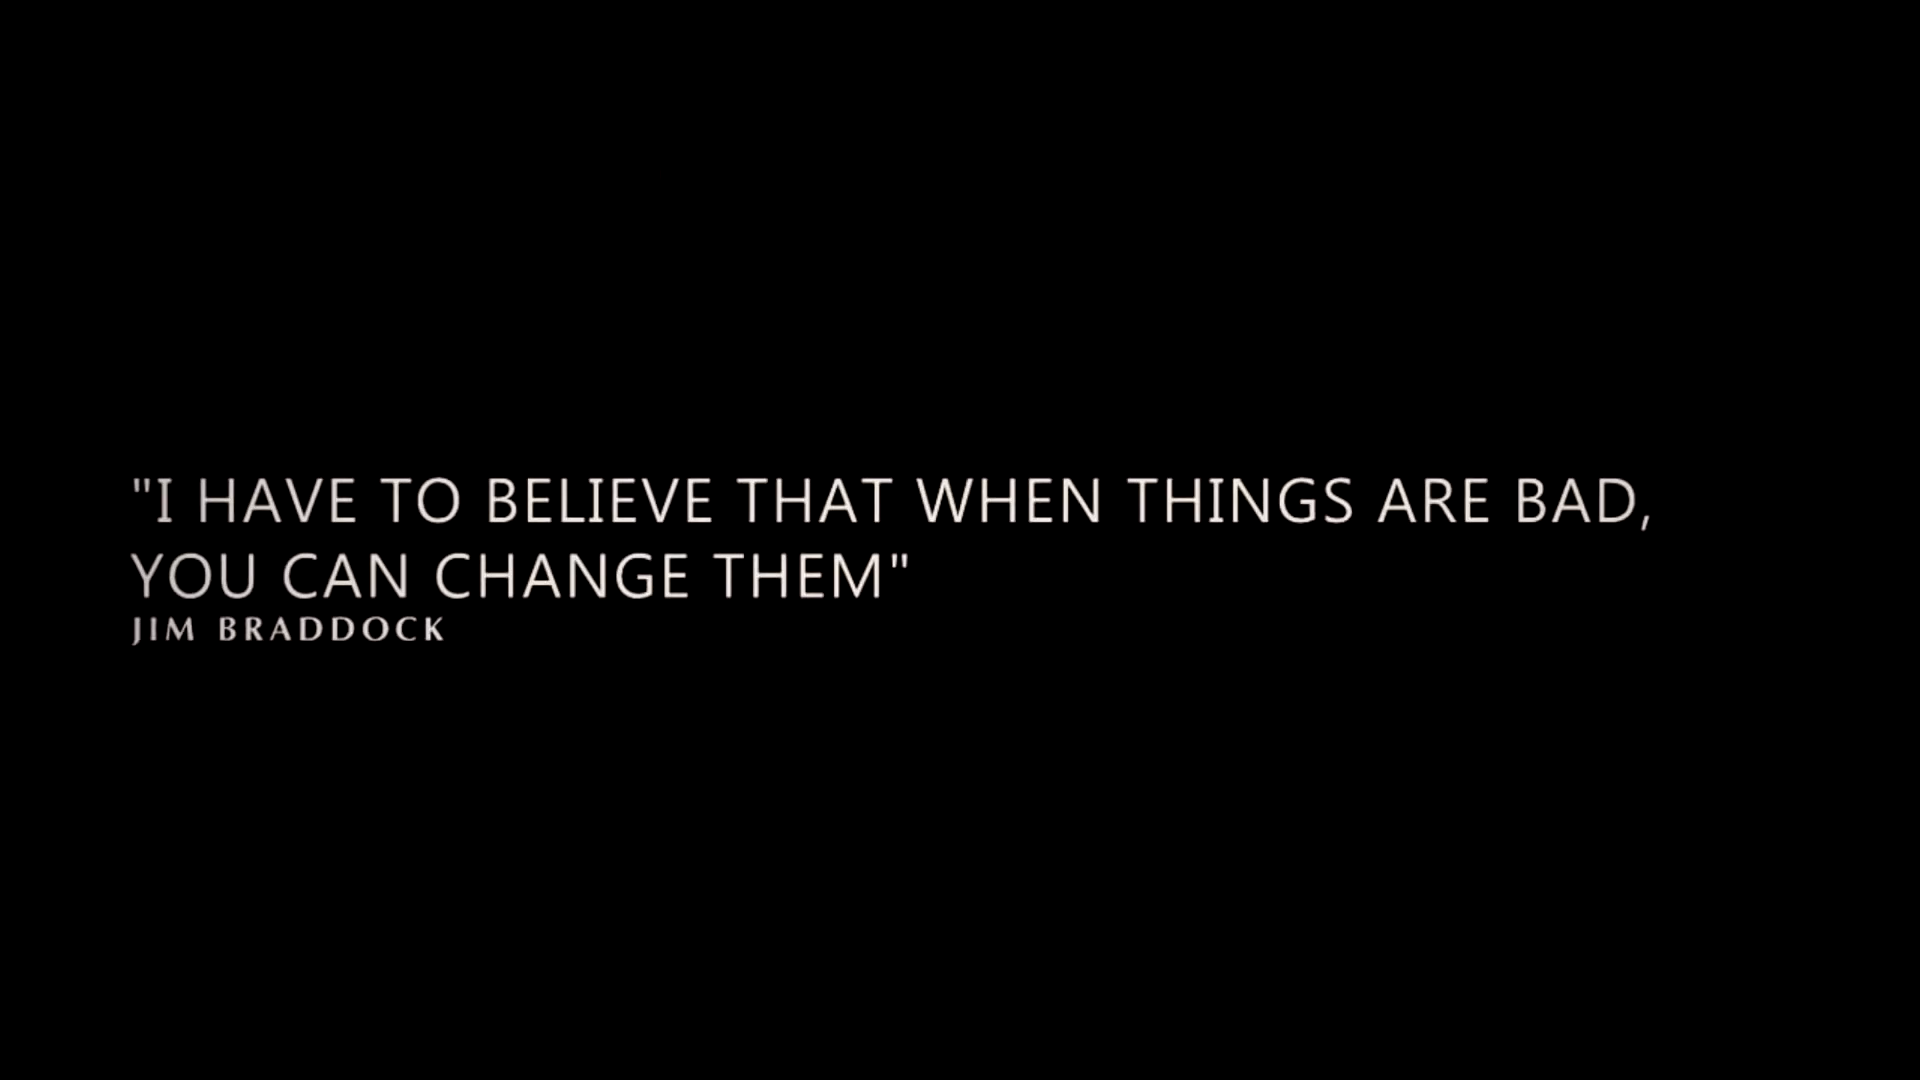 "I HAVE TO BELIEVE THAT WHEN THINGS ARE BAD,
YOU CAN CHANGE THEM"
JIM BRADDOCK